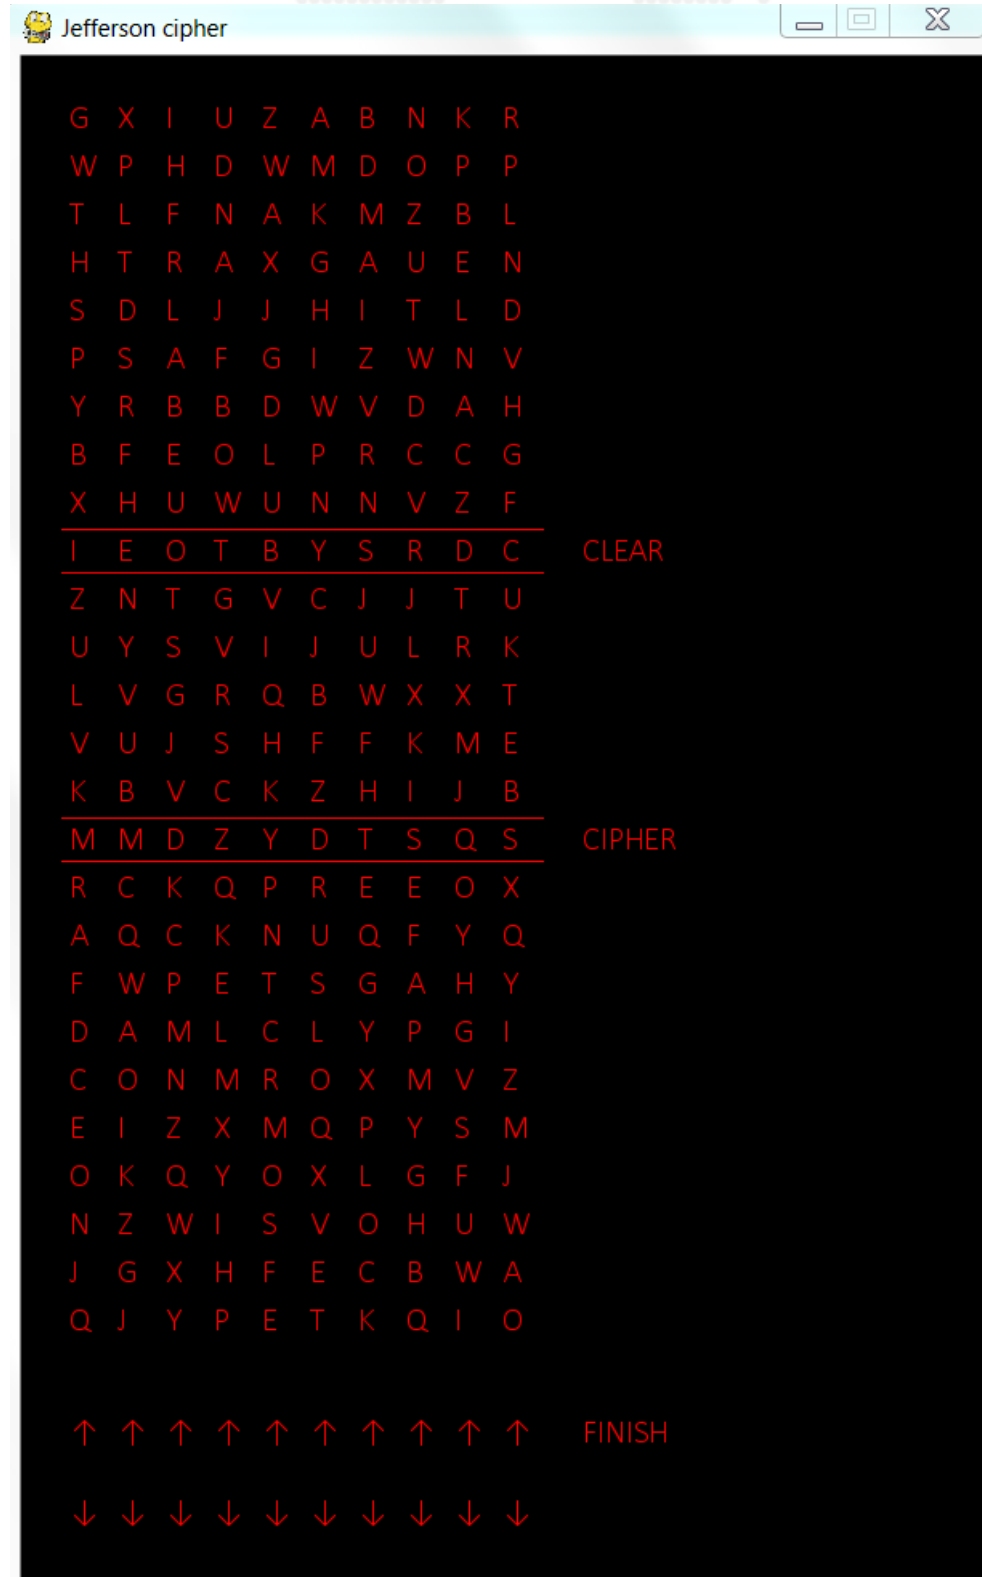 Jefferson cipher
G X I U Z A B N K R
W P H D W M D O P P
T L F N A K M Z B L
H T R A X G A U E N
S D L J J H I T L D
P S A F G I Z W N V
Y R B B D W V D A H
B F E O L P R C C G
X H U W U N N V Z F
I E O T B Y S R D C CLEAR
Z N T G V C J J T U
U Y S V I J U L R K
L V G R Q B W X X T
V U J S H F F K M E
K B V C K Z H I J B
M M D Z Y D T S Q S CIPHER
R C K Q P R E E O X
A Q C K N U Q F Y Q
F W P E T S G A H Y
D A M L C L Y P G I
C O N M R O X M V Z
E I Z X M Q P Y S M
O K Q Y O X L G F J
N Z W I S V O H U W
J G X H F E C B W A
Q J Y P E T K Q I O
↑ ↑ ↑ ↑ ↑ ↑ ↑ ↑ ↑ ↑ FINISH
↓ ↓ ↓ ↓ ↓ ↓ ↓ ↓ ↓ ↓